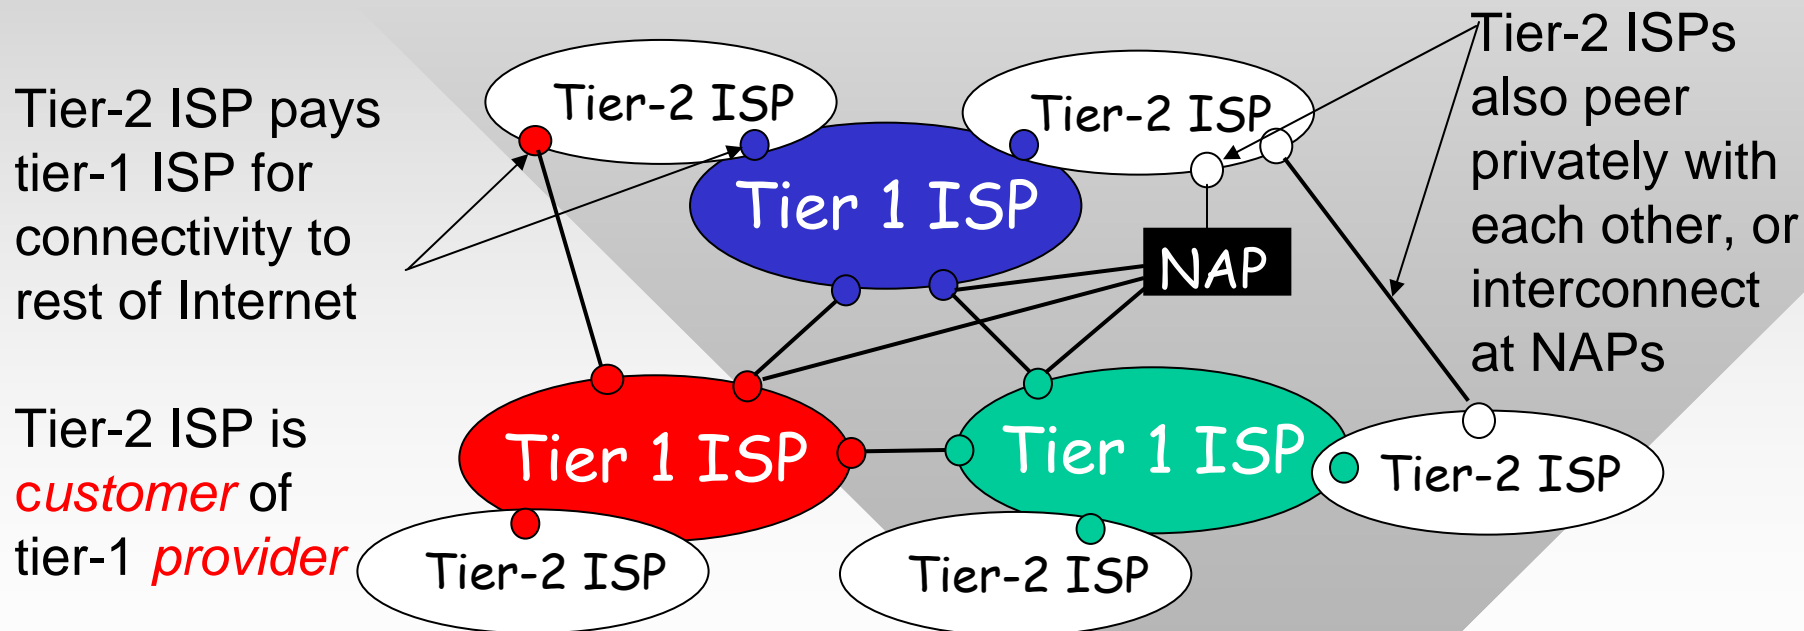 Tier-2 ISP pays
tier-1 ISP for
connectivity to
rest of Internet
Tier-2 ISP is
customer of
tier-1 provider
Tier-2 ISP
Tier-2 ISP
Tier 1 ISP
NAP
Tier 1 ISP
Tier 1 ISP
Tier-2 ISP
Tier-2 ISP
Tier-2 ISP
Tier-2 ISPs
also peer
privately with
each other, or
interconnect
at NAPs